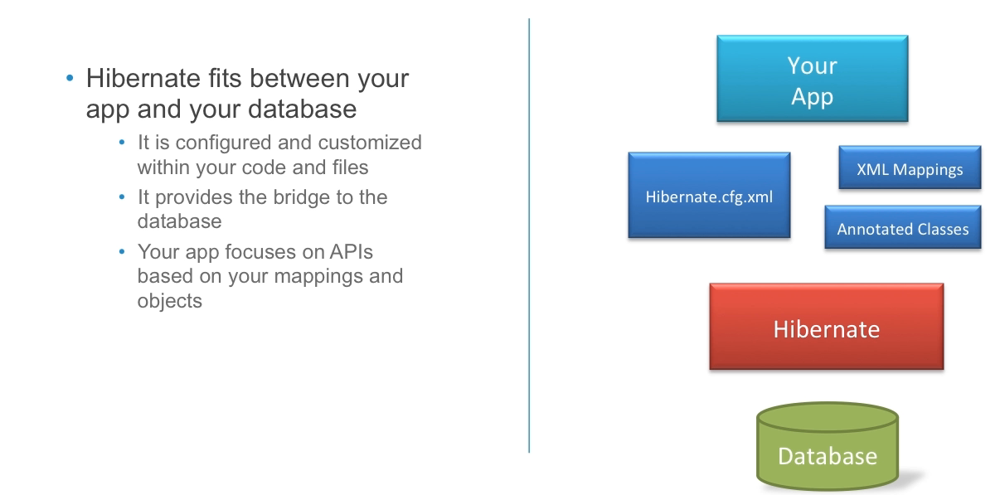 • Hibernate fits between your
app and your database
• It is configured and customized
within your code and files
• It provides the bridge to the
database
• Your app focuses on APIs
based on your mappings and
objects
Your
App
Hibernate.cfg.xml
XML Mappings
Annotated Classes
Hibernate
Database